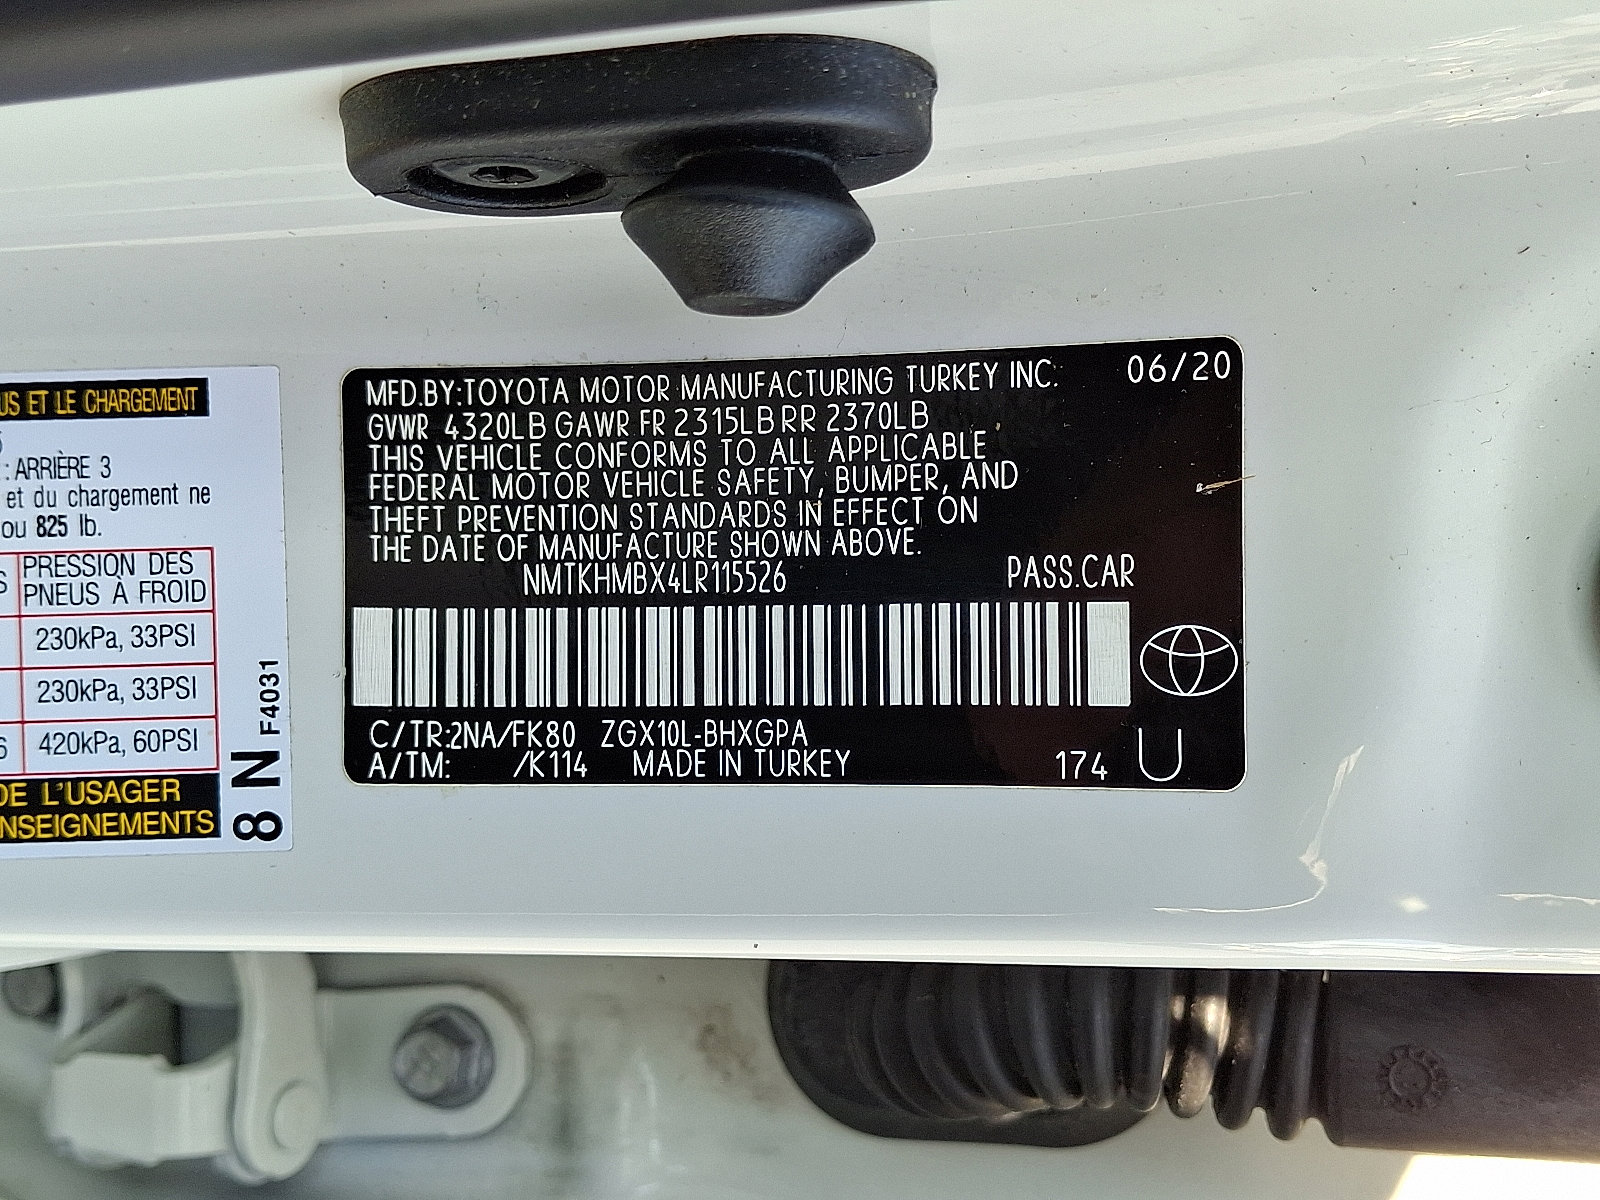 US ET LE CHARGEMENT
: ARRIÈRE 3
et du chargement ne
ou 825 lb.
PRESSION DES
PNEUS À FROID
230kPa, 33PSI
230kPa, 33PSI
420kPa, 60PSI
DE L'USAGER
NSEIGNEMENTS
8 N F4031
MFD.BY:TOYOTA MOTOR MANUFACTURING TURKEY INC. 06/20
GVWR 4320LB GAWR FR 2315LB RR 2370LB
THIS VEHICLE CONFORMS TO ALL APPLICABLE
FEDERAL MOTOR VEHICLE SAFETY, BUMPER, AND
THEFT PREVENTION STANDARDS IN EFFECT ON
THE DATE OF MANUFACTURE SHOWN ABOVE.
NMTKHMBX4LR115526 PASS.CAR
C/TR:2NA/FK80 ZGX10L-BHXGPA
A/TM: /K114 MADE IN TURKEY 174 U